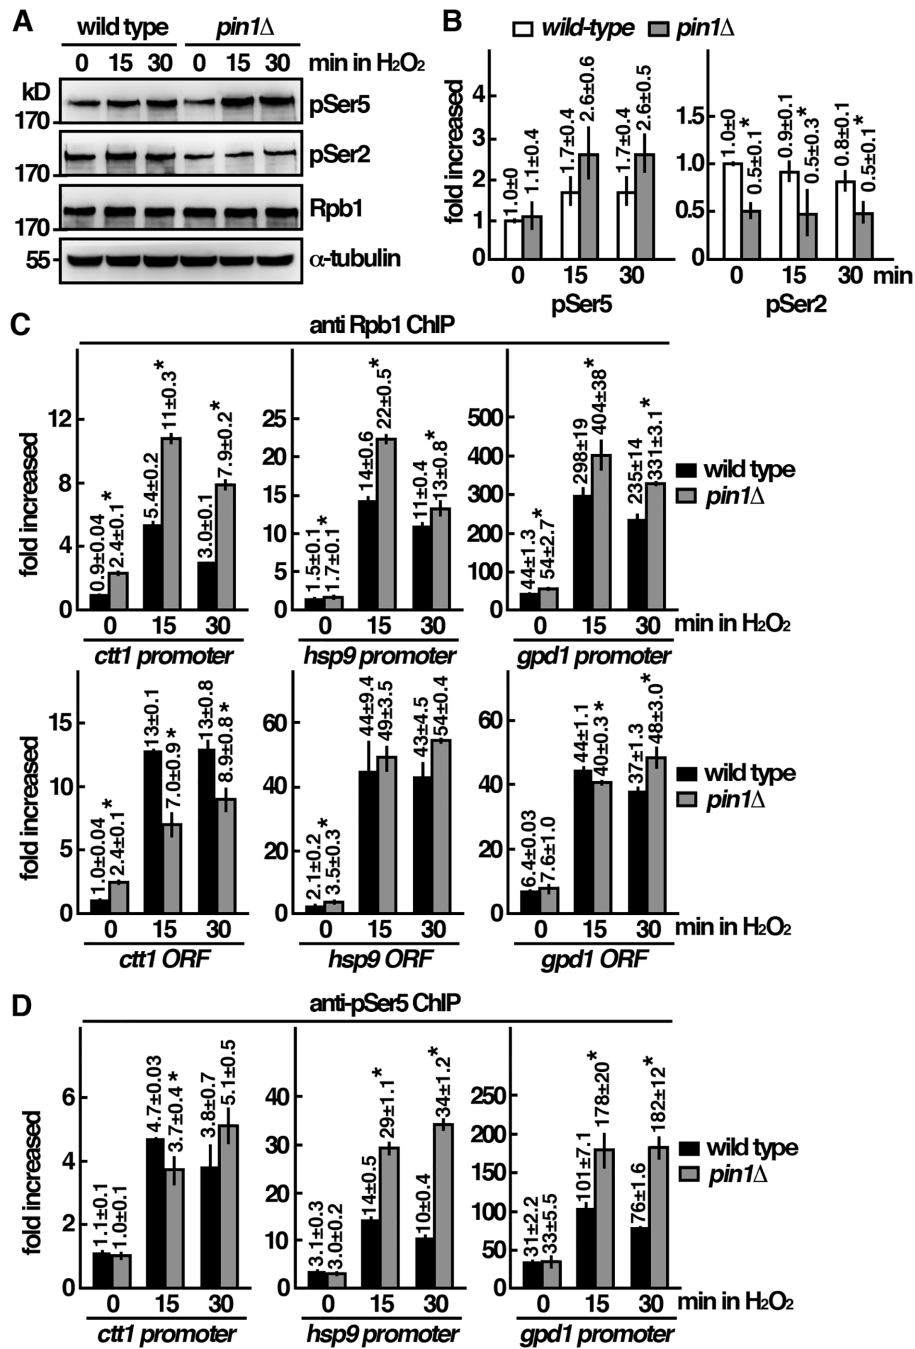 A
wild type pin1Δ
0 15 30 0 15 30 min in H2O2
kD
170 pSer5
170 pSer2
170 Rpb1
55 α-tubulin
B
wild-type pin1Δ
fold increased
4
3
2
1
0
1.0±0 1.1±0.4 1.7±0.4 2.6±0.6 1.7±0.4 2.6±0.5
0 15 30
pSer5
1.5
1.0
0.5
0
1.0±0 0.5±0.1* 0.9±0.1 0.5±0.3* 0.8±0.1 0.5±0.1*
0 15 30 min
pSer2
C
anti Rpb1 ChIP
fold increased
12
8
4
0
0.9±0.04 2.4±0.1* 5.4±0.2 11±0.3* 3.0±0.1 7.9±0.2*
0 15 30
ctt1 promoter
25
20
15
10
5
0
1.5±0.1 1.7±0.1* 14±0.6 22±0.5* 11±0.4 13±0.8*
0 15 30
hsp9 promoter
500
400
300
200
100
0
44±1.3 54±2.7* 298±19 404±38* 235±14 331±3.1*
0 15 30 min in H2O2
gpd1 promoter
wild type
pin1Δ
fold increased
15
10
5
0
1.0±0.04 2.4±0.1* 13±0.1 7.0±0.9* 13±0.8 8.9±0.8*
0 15 30
ctt1 ORF
60
40
20
0
2.1±0.2 3.5±0.3* 44±9.4 49±3.5 43±4.5 54±0.4
0 15 30
hsp9 ORF
60
40
20
0
6.4±0.03 7.6±1.0 44±1.1 40±0.3* 37±1.3 48±3.0*
0 15 30 min in H2O2
gpd1 ORF
wild type
pin1Δ
D
anti-pSer5 ChIP
fold increased
6
4
2
0
1.1±0.1 1.0±0.1 4.7±0.03 3.7±0.4* 3.8±0.7 5.1±0.5
0 15 30
ctt1 promoter
40
30
20
10
0
3.1±0.3 3.0±0.2 14±0.5 29±1.1* 10±0.4 34±1.2*
0 15 30
hsp9 promoter
250
200
150
100
50
0
31±2.2 33±5.5 101±7.1 178±20* 76±1.6 182±12*
0 15 30 min in H2O2
gpd1 promoter
wild type
pin1Δ